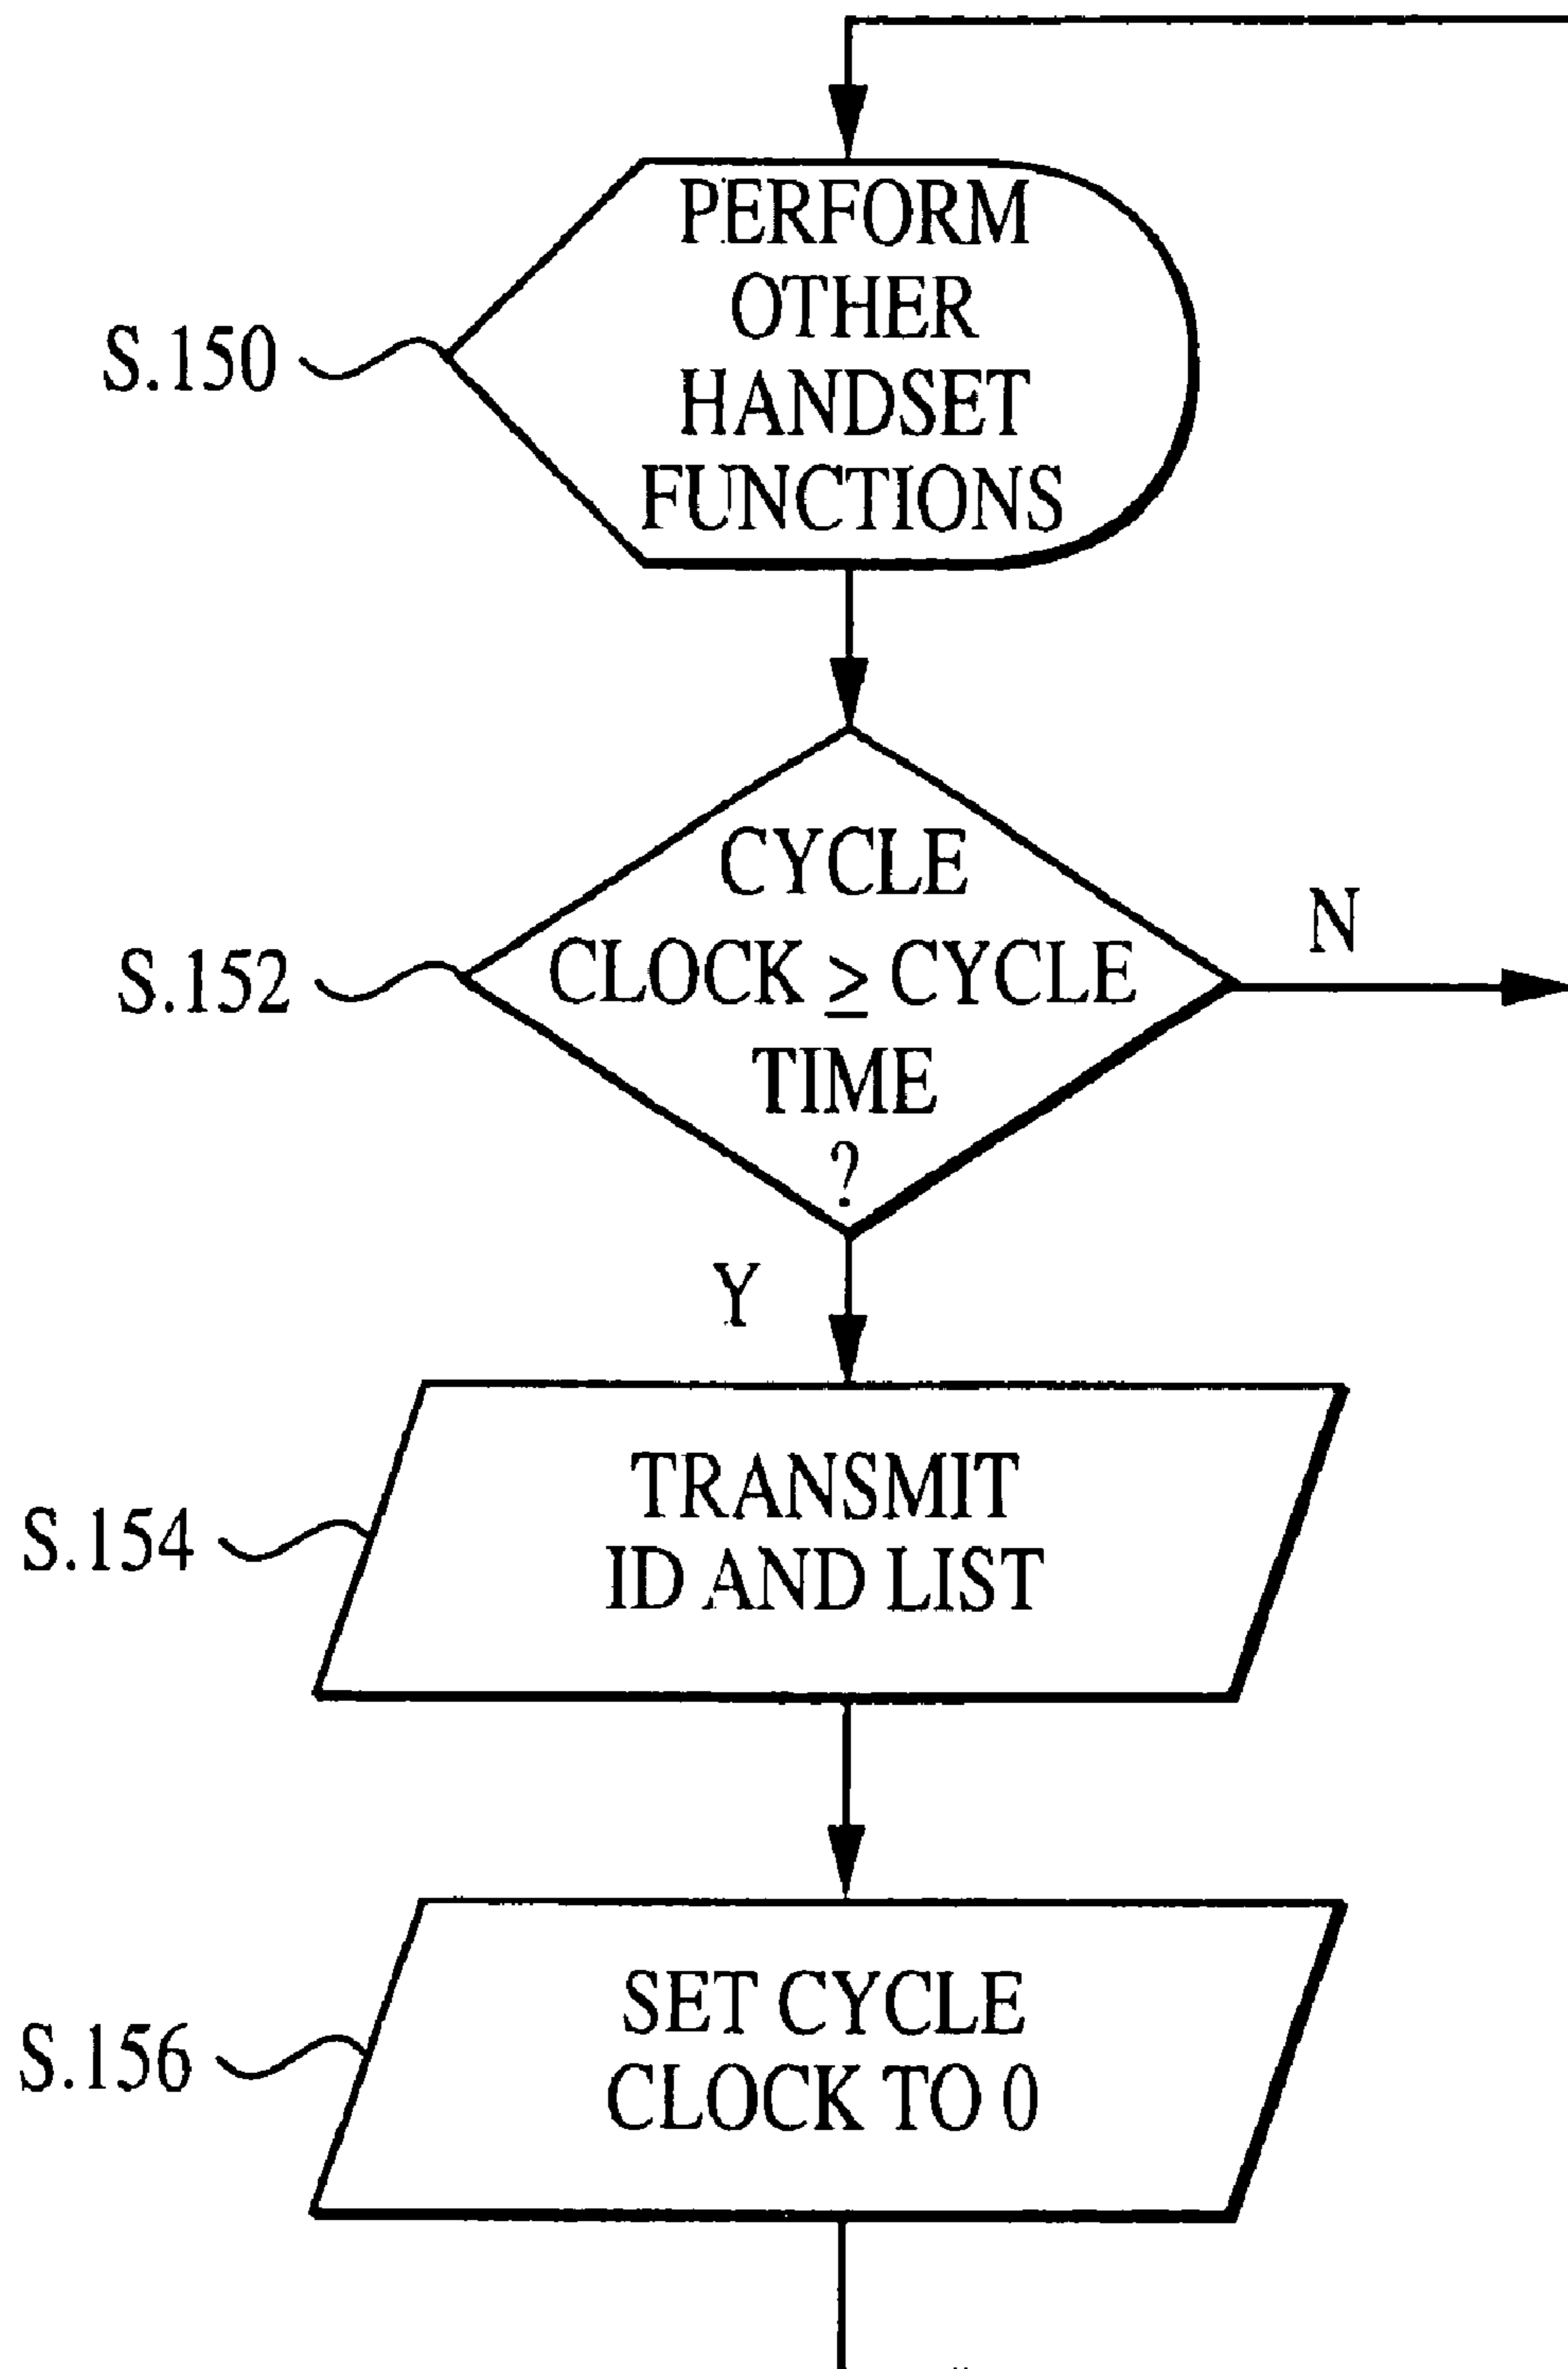 PERFORM
OTHER
HANDSET
FUNCTIONS
S.150
CYCLE
CLOCK ≥ CYCLE
TIME
?
S.152
N
Y
TRANSMIT
ID AND LIST
S.154
SET CYCLE
CLOCK TO 0
S.156